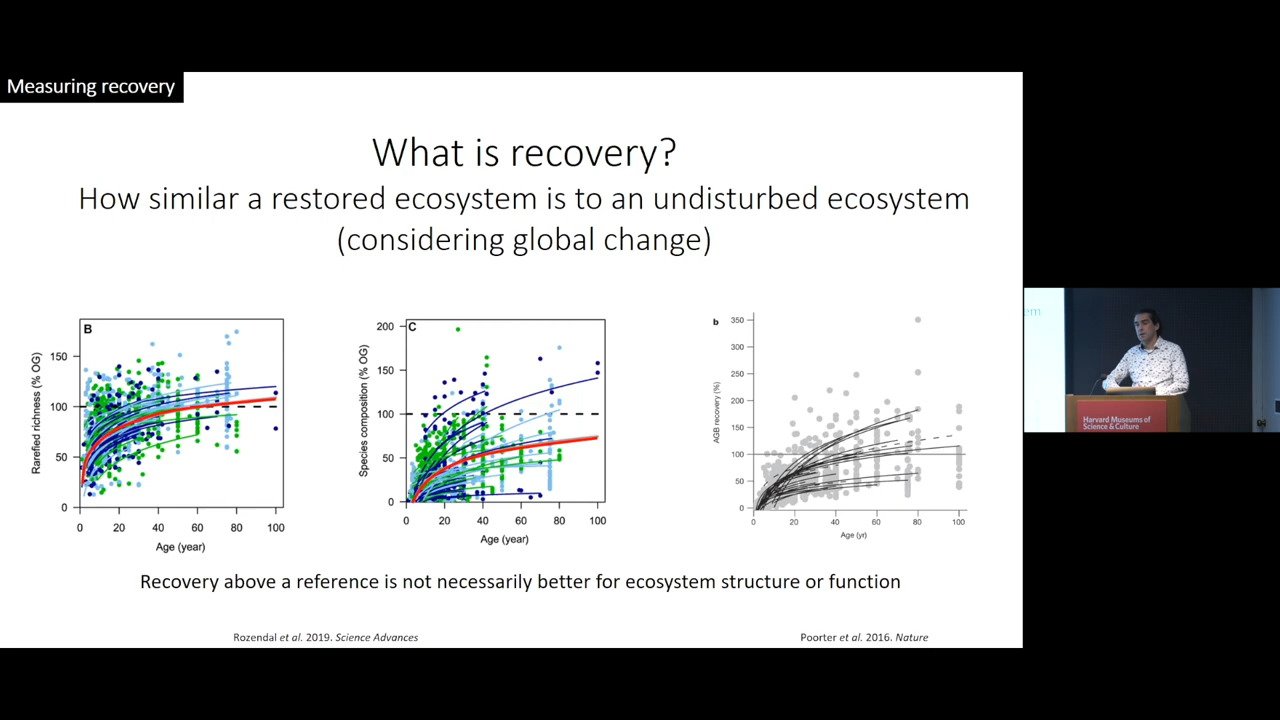 Measuring recovery
What is recovery?
How similar a restored ecosystem is to an undisturbed ecosystem
(considering global change)
B
Rarefied richness (% OG)
150
100
50
0
0 20 40 60 80 100
Age (year)
C
Species composition (% OG)
200
150
100
50
0
0 20 40 60 80 100
Age (year)
b
AGB recovery (%)
350
300
250
200
150
100
50
0
0 20 40 60 80 100
Age (yr)
Recovery above a reference is not necessarily better for ecosystem structure or function
Rozendal et al. 2019. Science Advances
Poorter et al. 2016. Nature
em
Harvard Museums of
Science & Culture